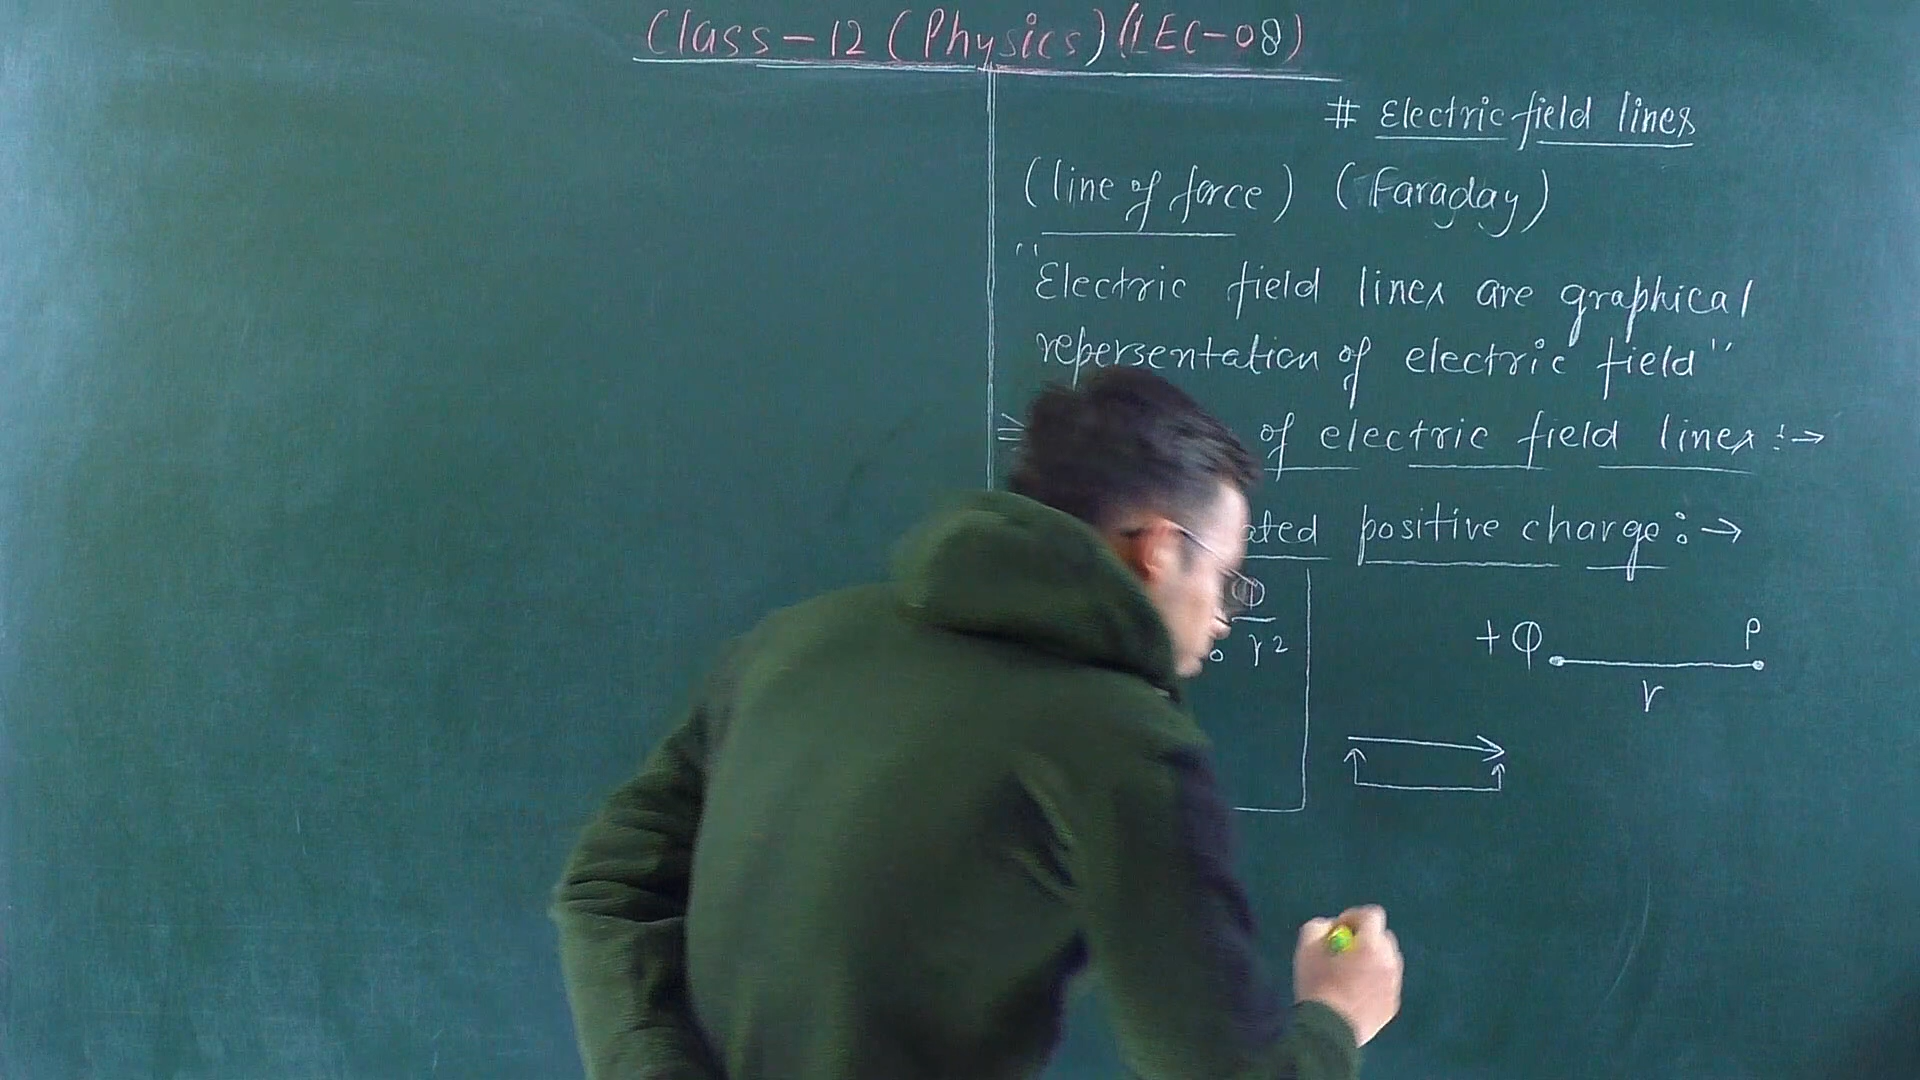 Class-12 (Physics) (LEC-08)
# Electric field lines
(line of force) (Faraday)
"Electric field lines are graphical
repersentation of electric field"
of electric field lines :→
positive charge :→
+Q P
r
Q
r2